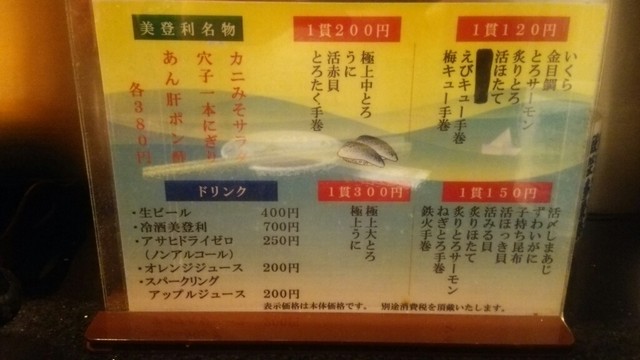 美登利名物
カニみそサラダ
穴子一本にぎり
あん肝ポン酢
各380円
1貫200円
極上中とろ
うに
活赤貝
とろたく手巻
1貫120円
いくら
金目鯛
とろサーモン
炙りとろ
活ほたて
えびキュー手巻
梅キュー手巻
ドリンク
・生ビール 400円
・冷酒美登利 700円
・アサヒドライゼロ 250円
(ノンアルコール)
・オレンジジュース 200円
・スパークリング
アップルジュース 200円
1貫300円
極上大とろ
極上うに
1貫150円
活〆しまあじ
ずわいがに
子持ち昆布
活ほっき貝
活みる貝
炙りほたて
炙りとろサーモン
ねぎとろ手巻
鉄火手巻
表示価格は本体価格です。 別途消費税を頂戴いたします。